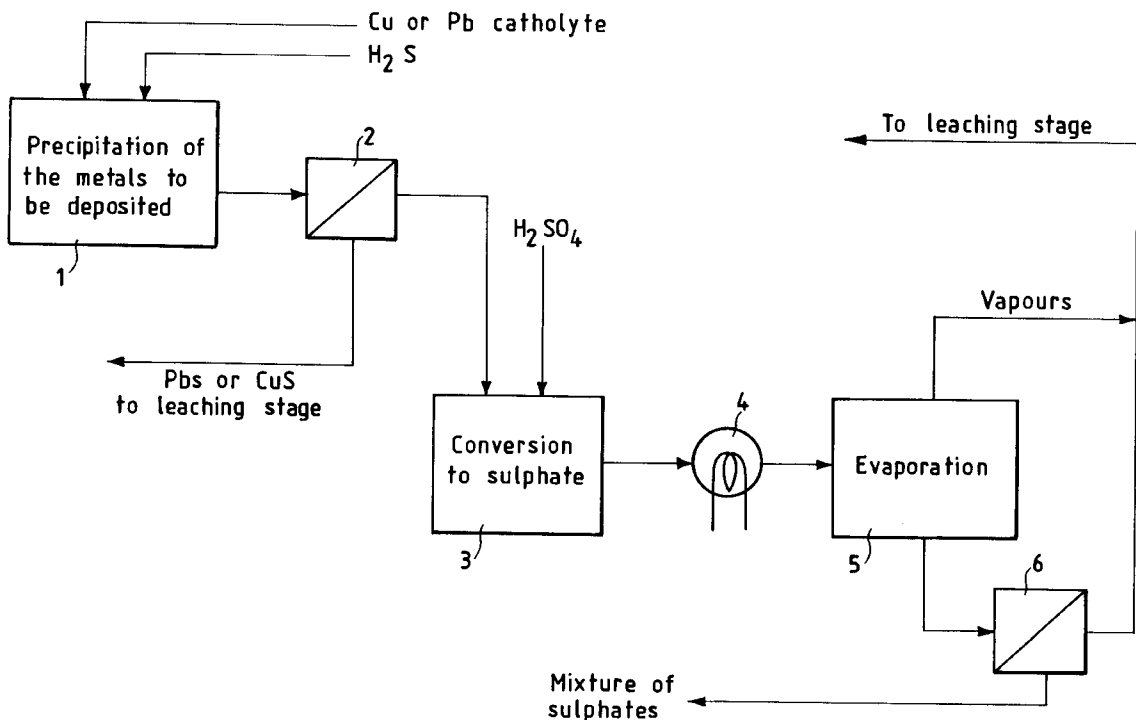 Cu or Pb catholyte
H₂S
Precipitation of
the metals to
be deposited
1
2
Pbs or CuS
to leaching stage
H₂SO₄
Conversion
to sulphate
3
4
To leaching stage
Vapours
Evaporation
5
6
Mixture of
sulphates